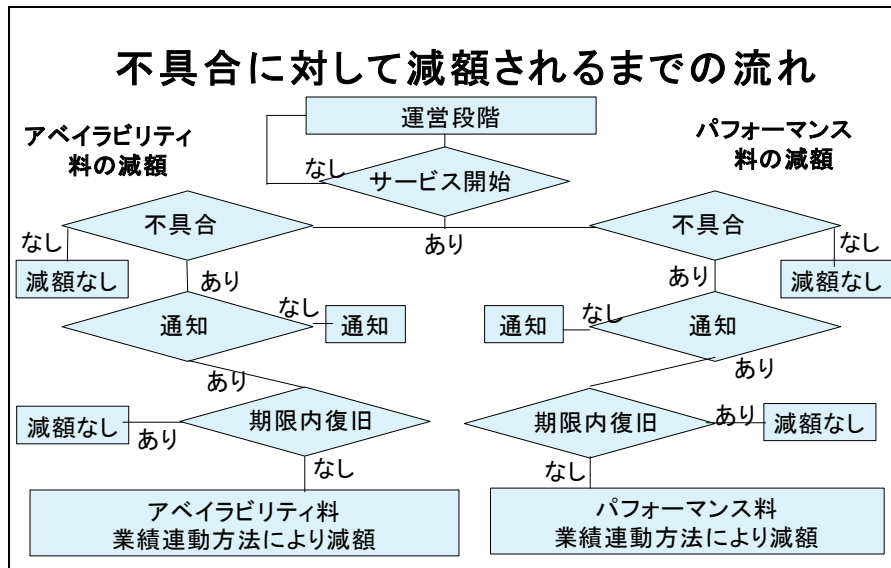 不具合に対して減額されるまでの流れ
運営段階
アベイラビリティ
料の減額
パフォーマンス
料の減額
なし
サービス開始
不具合
あり
不具合
なし
減額なし
あり
あり
なし
減額なし
通知
なし
通知
通知
なし
通知
あり
あり
減額なし
あり
期限内復旧
期限内復旧
あり
減額なし
なし
なし
アベイラビリティ料
業績連動方法により減額
パフォーマンス料
業績連動方法により減額